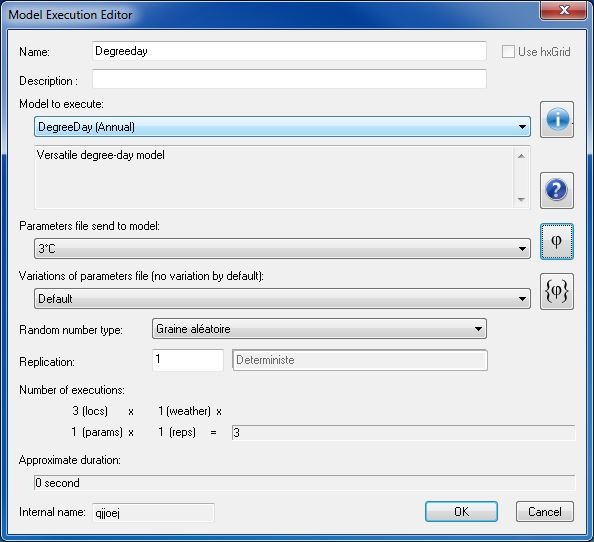 Model Execution Editor
Name: Degreeday Use hxGrid
Description :
Model to execute:
DegreeDay (Annual)
Versatile degree-day model
Parameters file send to model:
3°C
φ
Variations of parameters file (no variation by default):
Default
{φ}
Random number type: Graine aléatoire
Replication: 1 Deterministe
Number of executions:
3 (locs) x 1 (weather) x
1 (params) x 1 (reps) = 3
Approximate duration:
0 second
Internal name: qjjoej OK Cancel